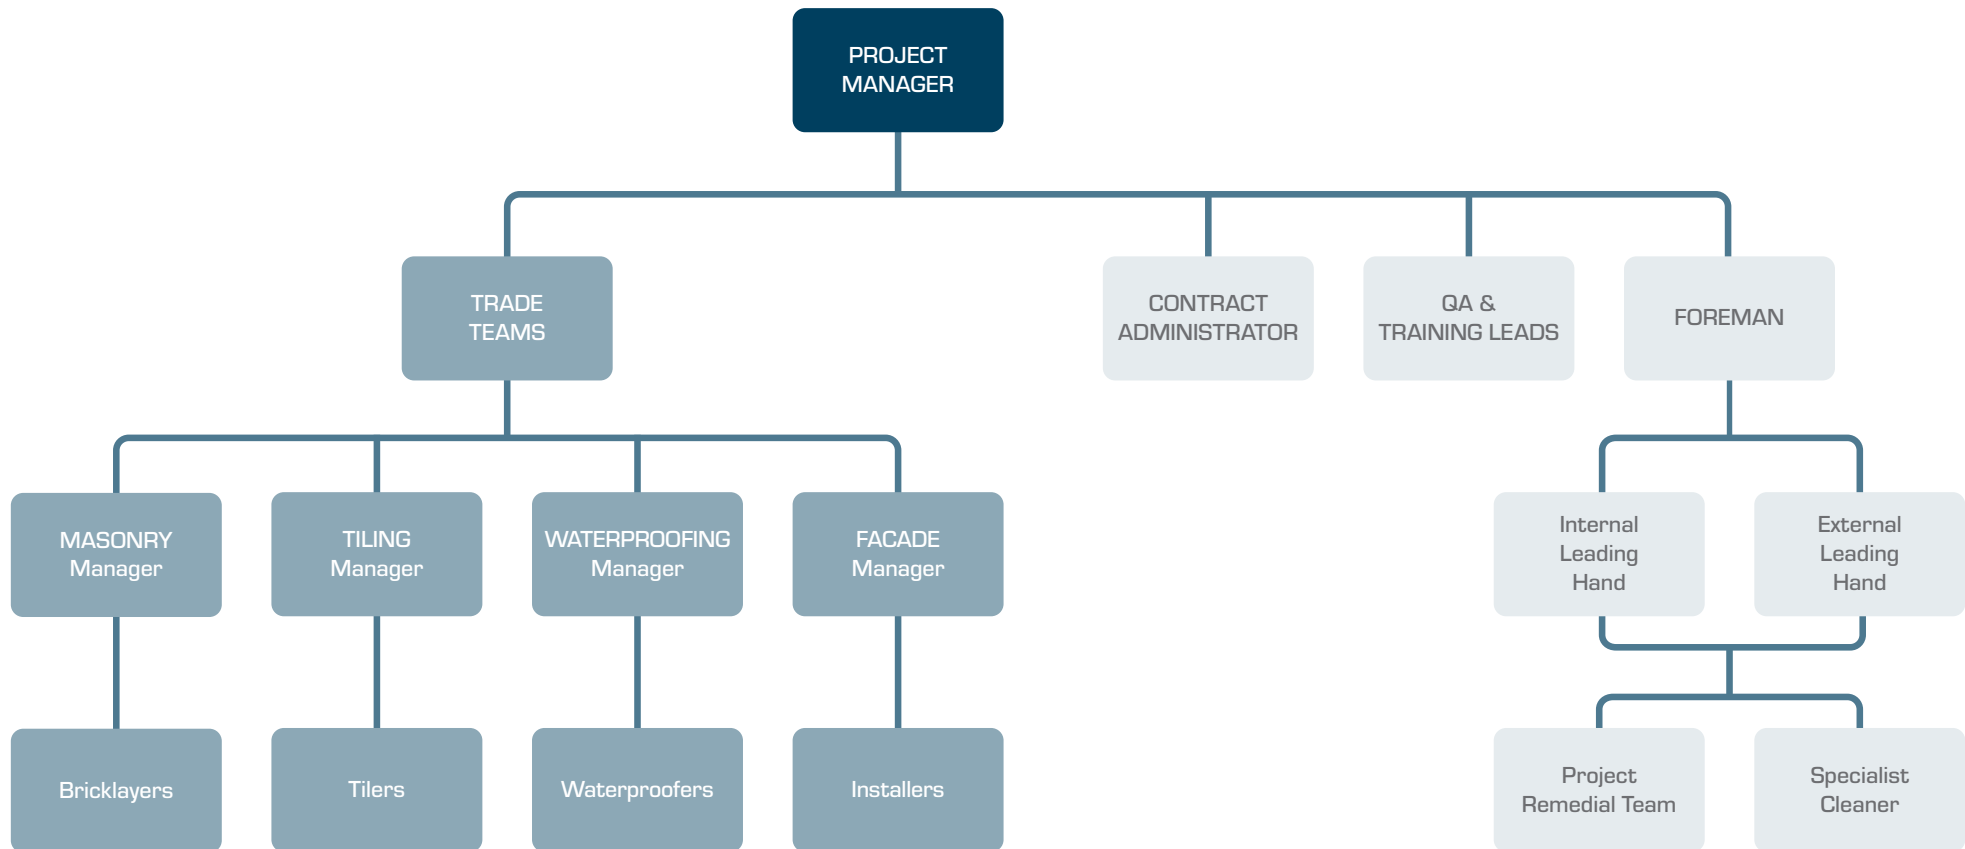 PROJECT
MANAGER
TRADE
TEAMS
CONTRACT
ADMINISTRATOR
QA &
TRAINING LEADS
FOREMAN
MASONRY
Manager
TILING
Manager
WATERPROOFING
Manager
FACADE
Manager
Internal
Leading
Hand
External
Leading
Hand
Bricklayers
Tilers
Waterproofers
Installers
Project
Remedial Team
Specialist
Cleaner